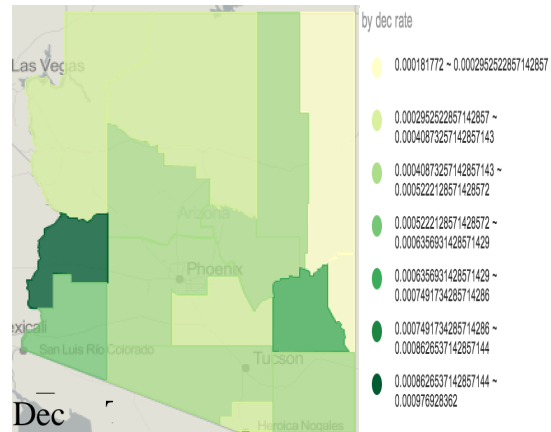 by dec rate
Las Vegas
0.000181772 ~ 0.0002952522857142857
0.0002952522857142857 ~
0.00040873257142857143
0.00040873257142857143 ~
0.0005222128571428572
Arizona
0.0005222128571428572 ~
0.0006356931428571429
Phoenix
0.0006356931428571429 ~
0.0007491734285714286
exicali
0.0007491734285714286 ~
0.0008626537142857144
San Luis Río Colorado
Tucson
0.0008626537142857144 ~
0.000976928362
Dec
Heroica Nogales